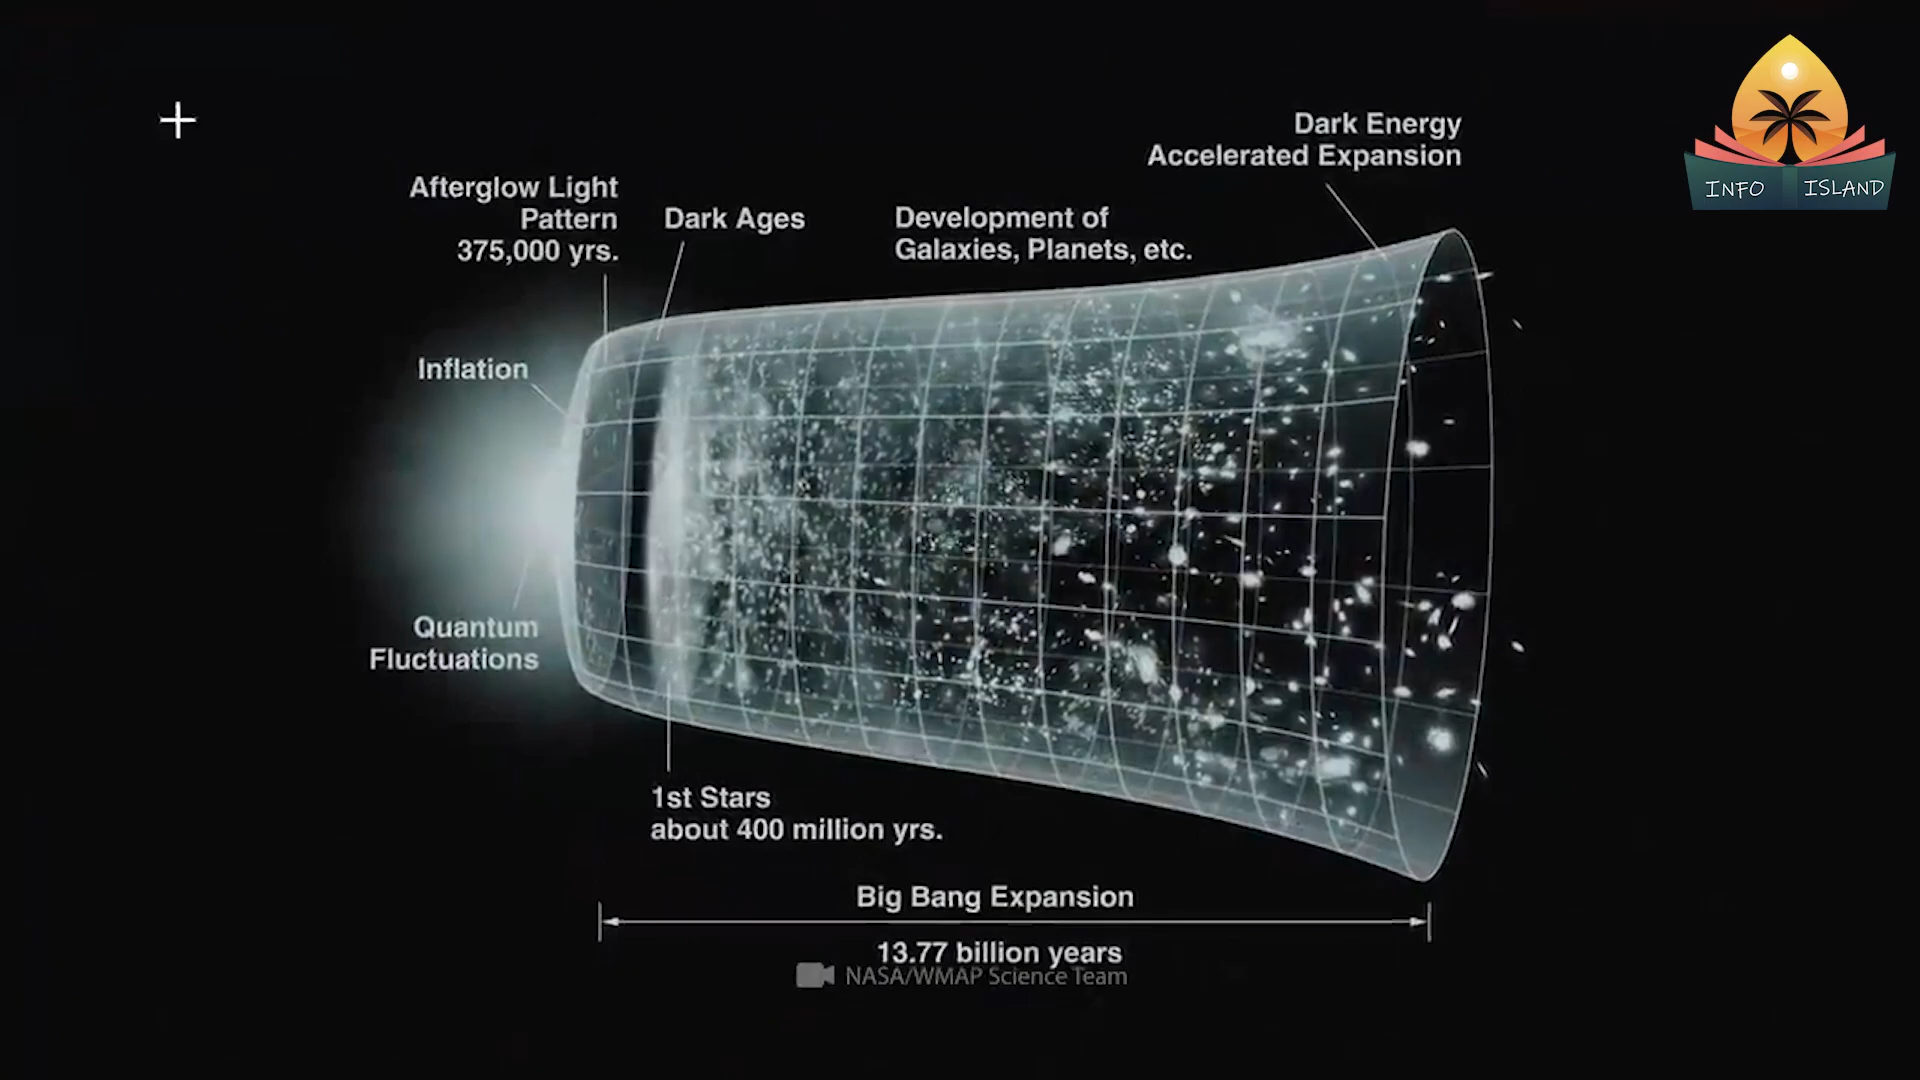 Dark Energy
Accelerated Expansion
Afterglow Light
Pattern
375,000 yrs.
Dark Ages
Development of
Galaxies, Planets, etc.
Inflation
Quantum
Fluctuations
1st Stars
about 400 million yrs.
Big Bang Expansion
13.77 billion years
NASA/WMAP Science Team
INFO ISLAND